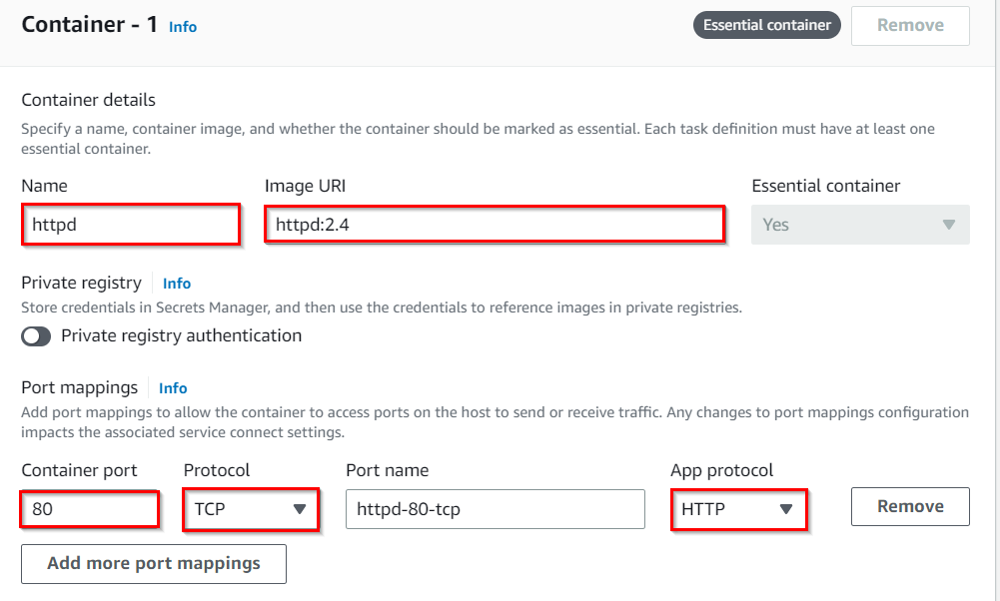 Container - 1 Info Essential container Remove
Container details
Specify a name, container image, and whether the container should be marked as essential. Each task definition must have at least one
essential container.
Name Image URI Essential container
httpd httpd:2.4 Yes
Private registry Info
Store credentials in Secrets Manager, and then use the credentials to reference images in private registries.
Private registry authentication
Port mappings Info
Add port mappings to allow the container to access ports on the host to send or receive traffic. Any changes to port mappings configuration
impacts the associated service connect settings.
Container port Protocol Port name App protocol
80 TCP httpd-80-tcp HTTP Remove
Add more port mappings